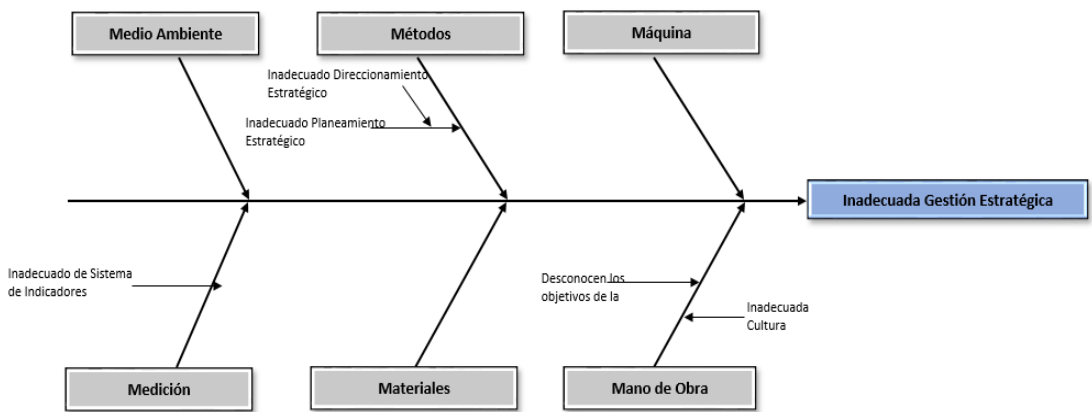 Medio Ambiente
Métodos
Máquina
Inadecuado Direccionamiento
Estratégico
Inadecuado Planeamiento
Estratégico
Inadecuada Gestión Estratégica
Inadecuado de Sistema
de Indicadores
Desconocen los
objetivos de la
Inadecuada
Cultura
Medición
Materiales
Mano de Obra